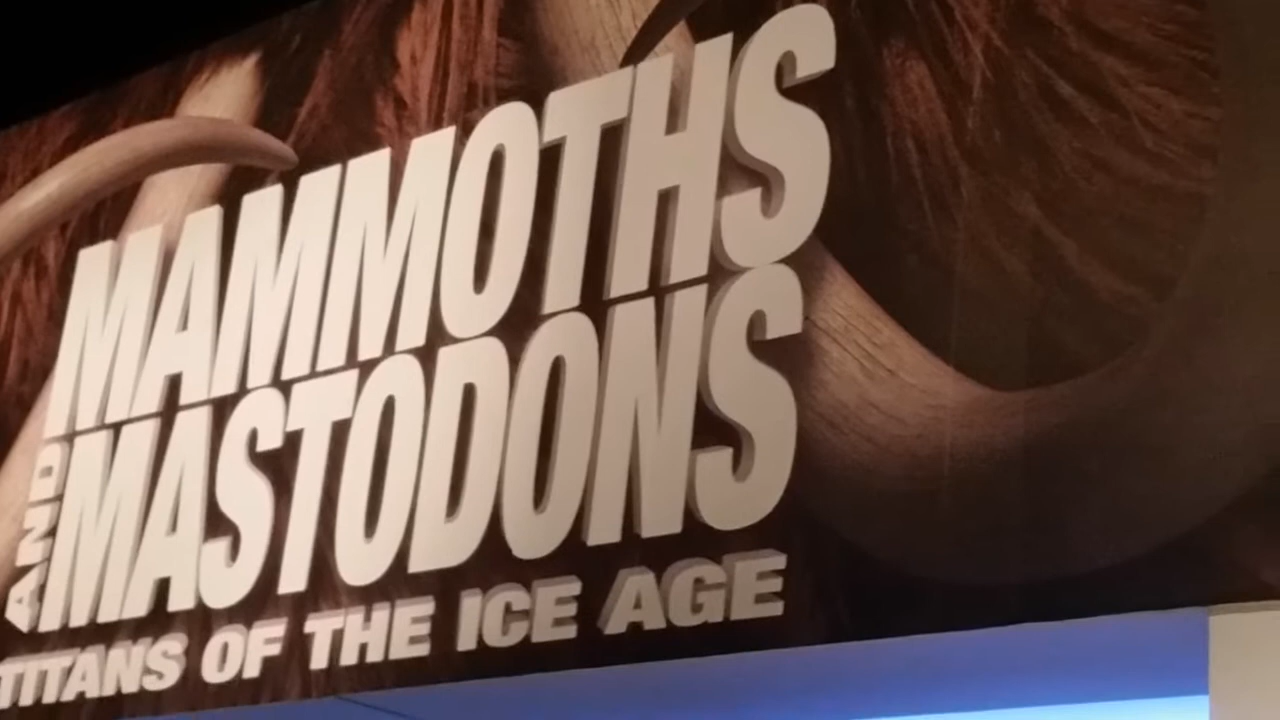 MAMMOTHS
AND
MASTODONS
TITANS OF THE ICE AGE